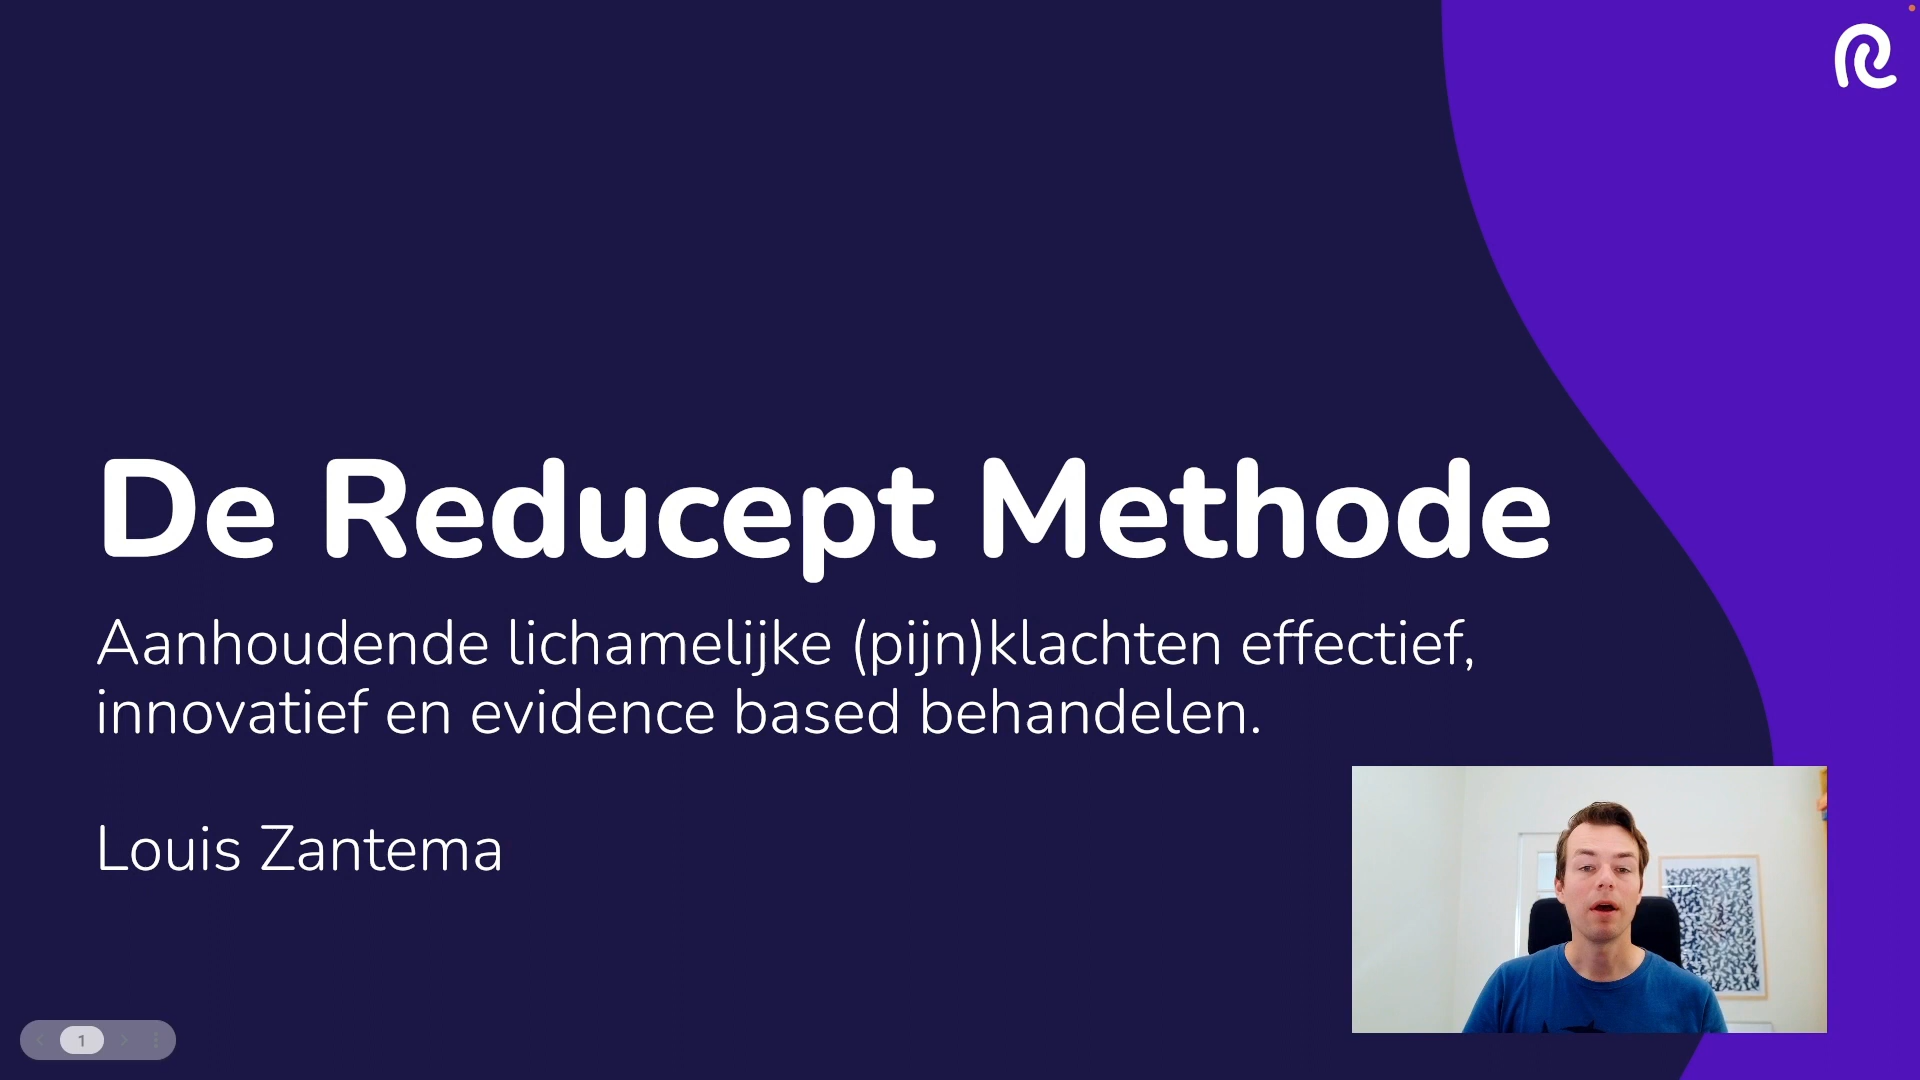 De Reducept Methode
Aanhoudende lichamelijke (pijn)klachten effectief,
innovatief en evidence based behandelen.
Louis Zantema
1